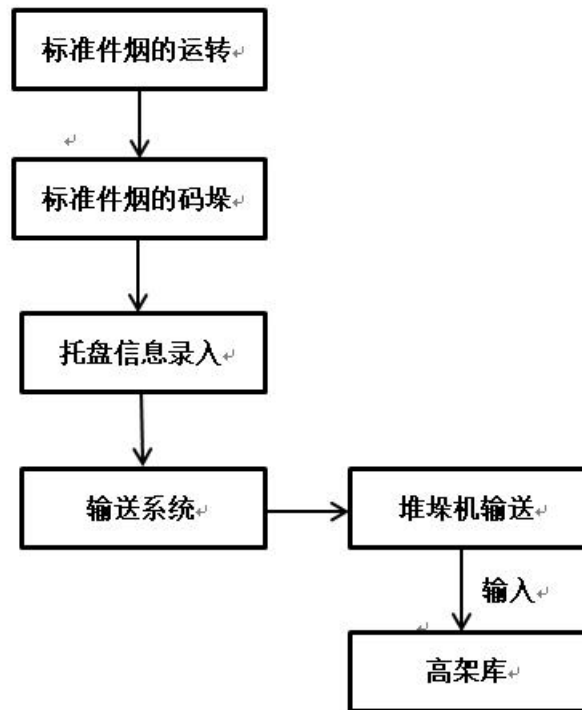 标准件烟的运转
标准件烟的码垛
托盘信息录入
输送系统
堆垛机输送
输入
高架库